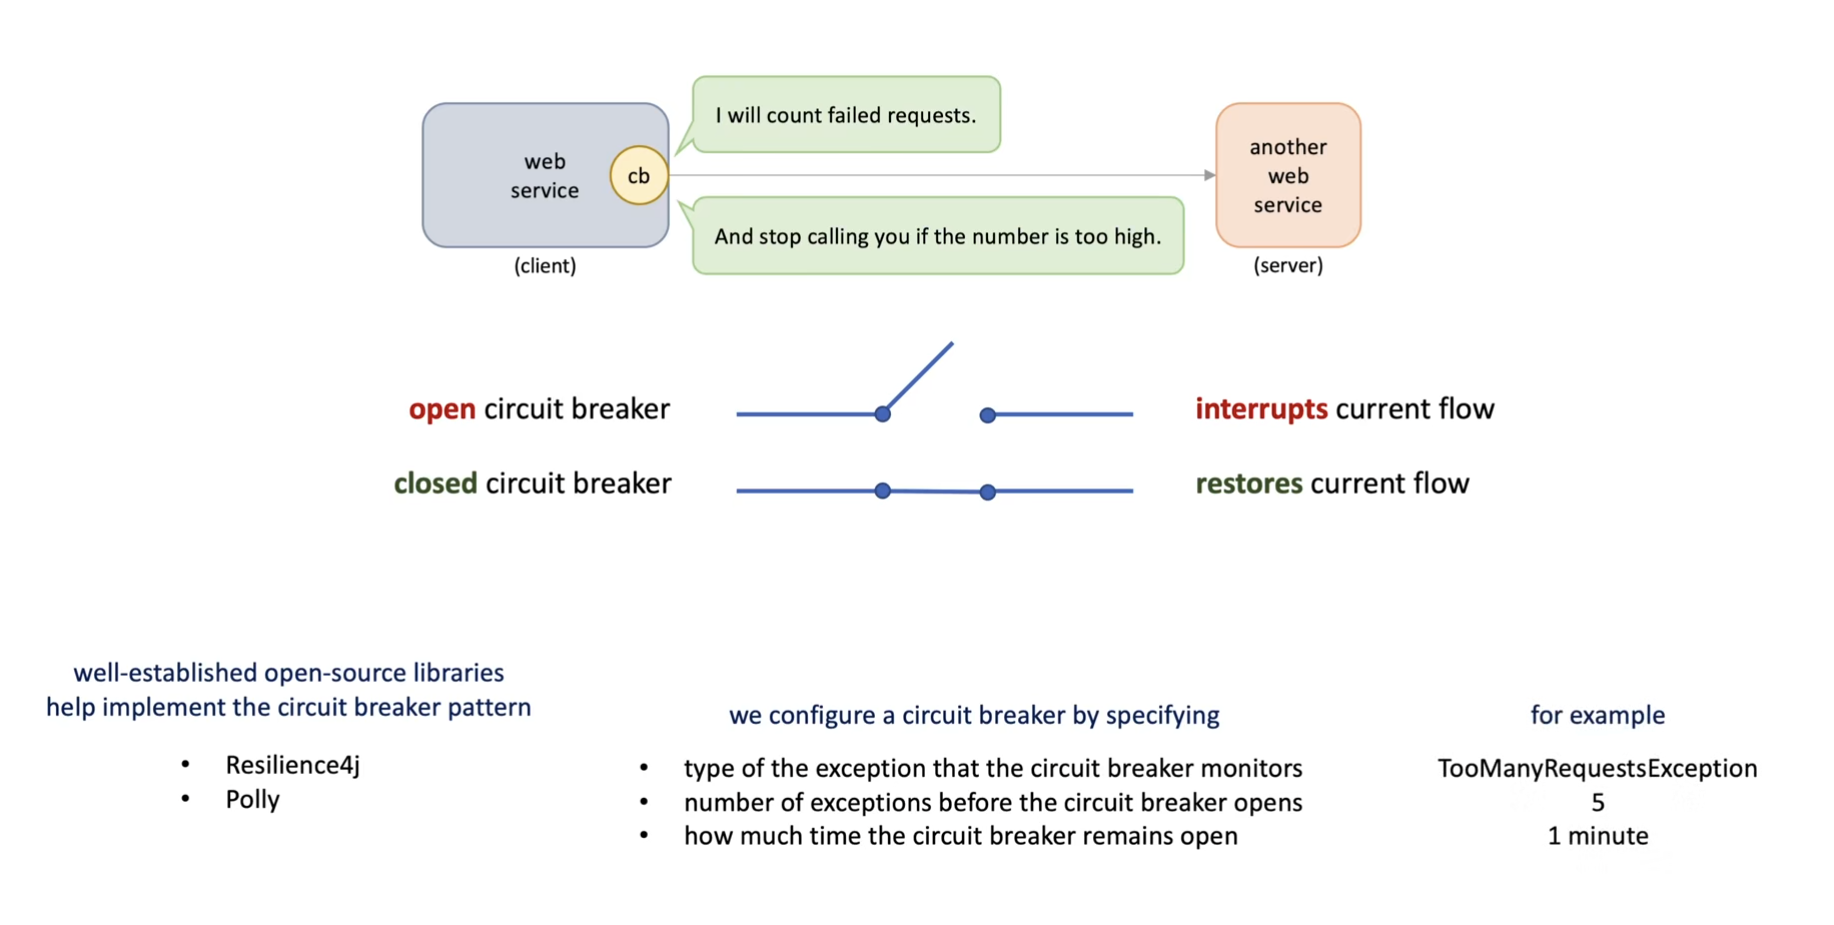 I will count failed requests.
web
service
cb
another
web
service
And stop calling you if the number is too high.
(client)
(server)
open circuit breaker
interrupts current flow
closed circuit breaker
restores current flow
well-established open-source libraries
help implement the circuit breaker pattern
• Resilience4j
• Polly
we configure a circuit breaker by specifying
• type of the exception that the circuit breaker monitors
• number of exceptions before the circuit breaker opens
• how much time the circuit breaker remains open
for example
TooManyRequestsException
5
1 minute